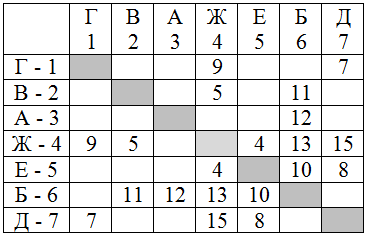 Г В А Ж Е Б Д
1 2 3 4 5 6 7
Г - 1 9 7
В - 2 5 11
А - 3 12
Ж - 4 9 5 4 13 15
Е - 5 4 10 8
Б - 6 11 12 13 10
Д - 7 7 15 8